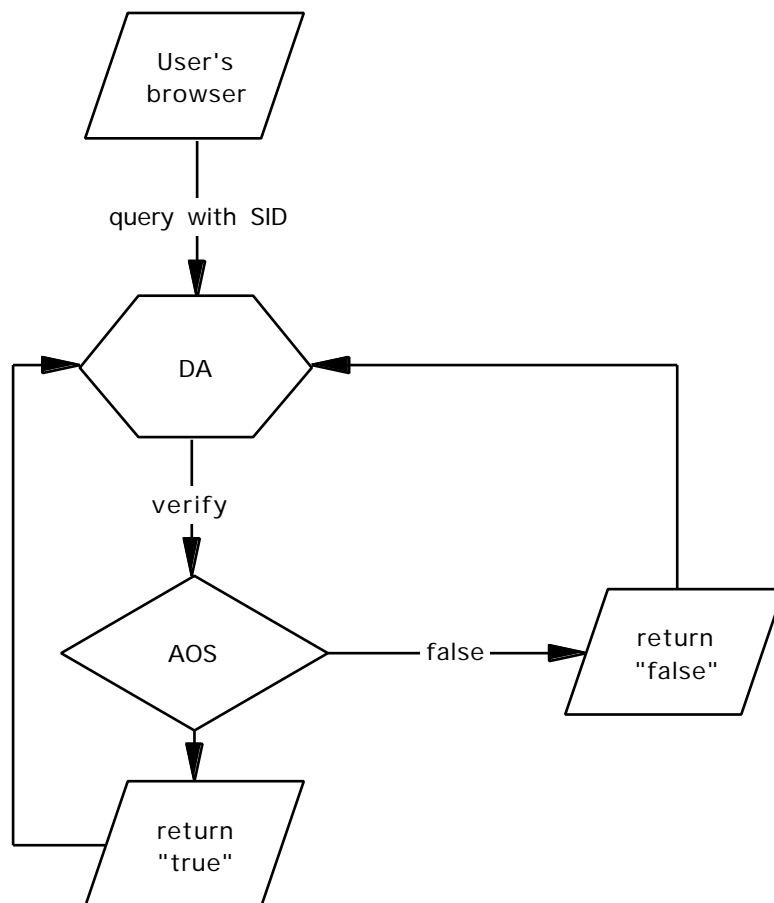 User's
browser
query with SID
DA
verify
AOS
false
return
"false"
return
"true"